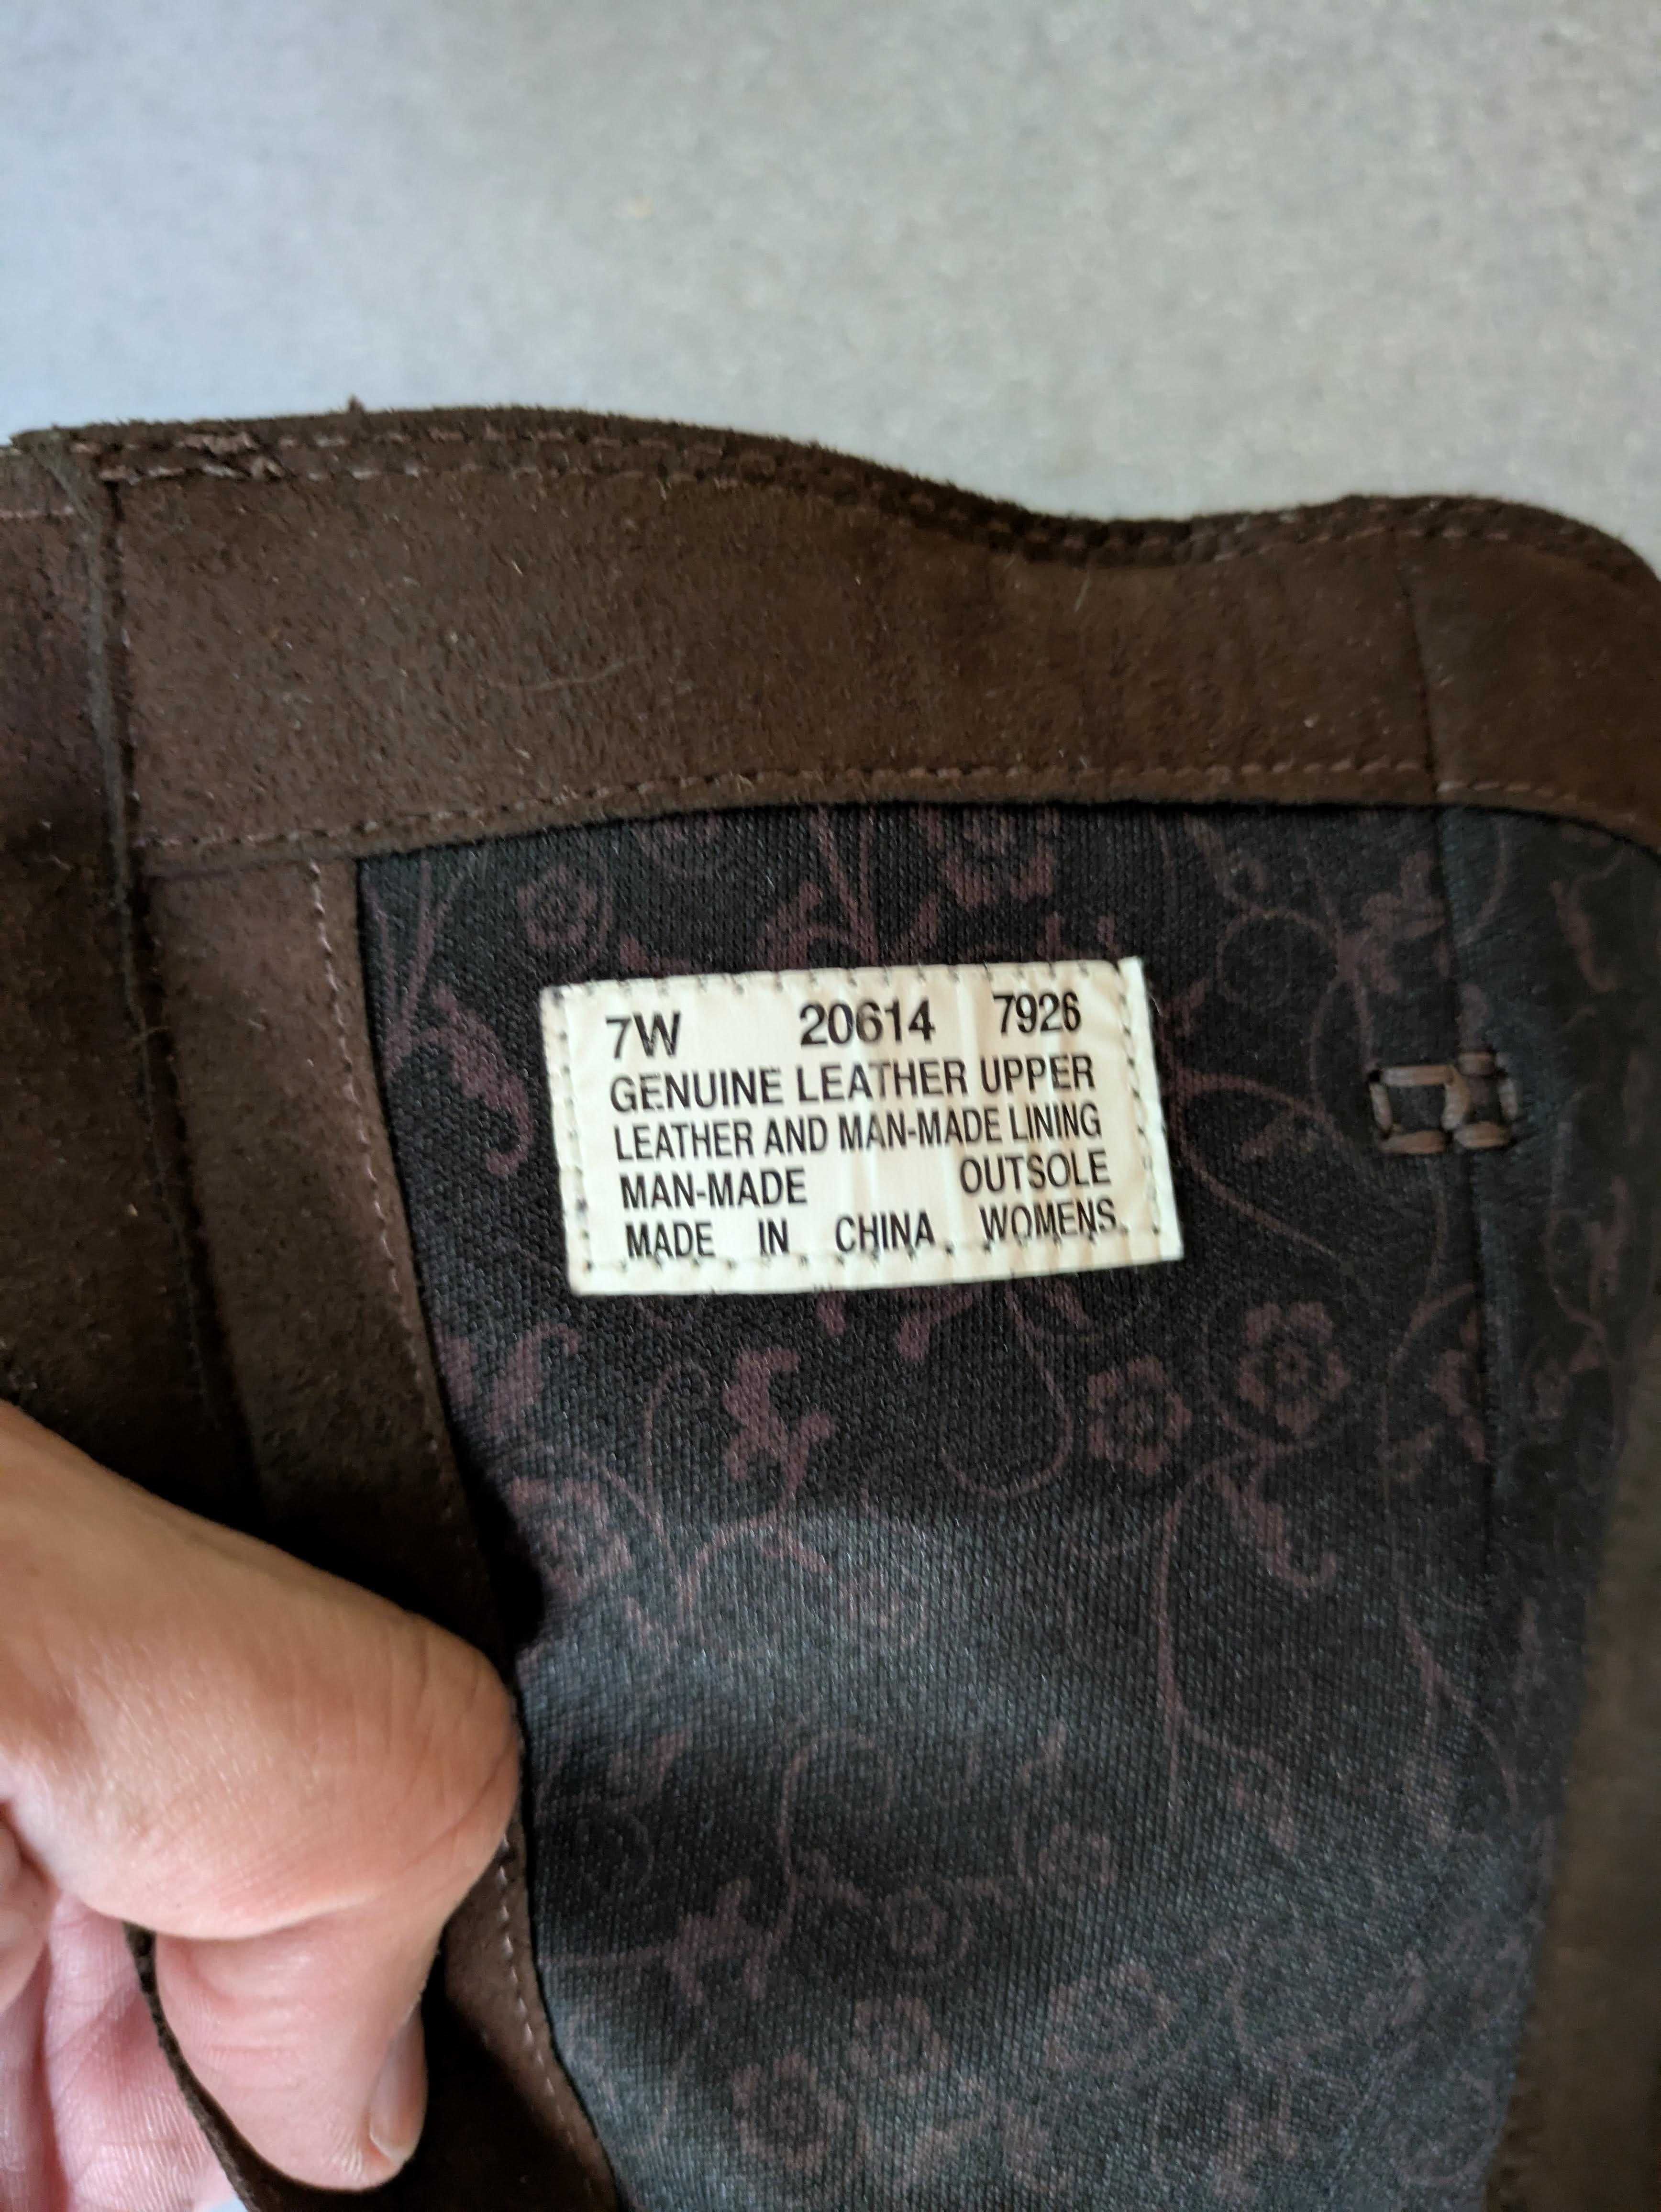 7W 20614 7926
GENUINE LEATHER UPPER
LEATHER AND MAN-MADE LINING
MAN-MADE OUTSOLE
MADE IN CHINA WOMENS